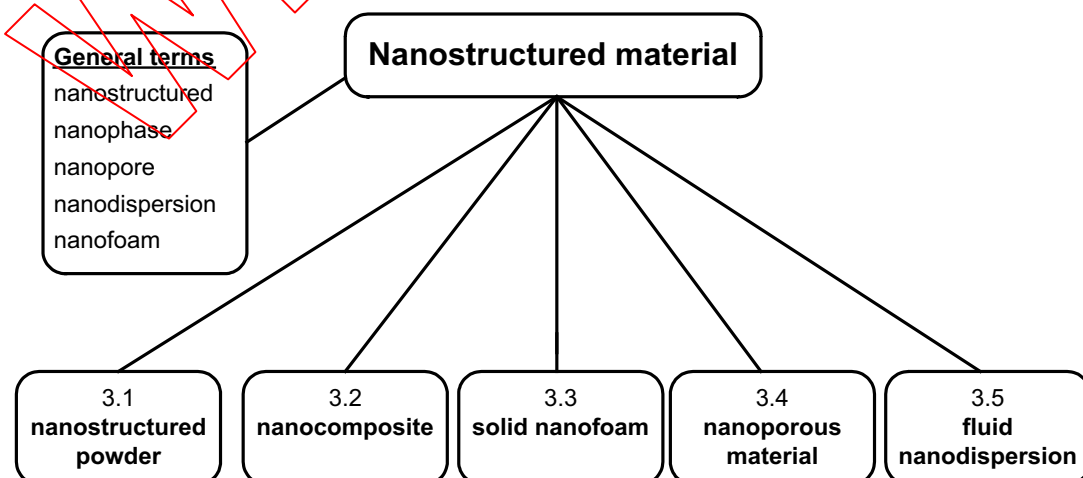 General terms
nanostructured
nanophase
nanopore
nanodispersion
nanofoam
Nanostructured material
3.1
nanostructured
powder
3.2
nanocomposite
3.3
solid nanofoam
3.4
nanoporous
material
3.5
fluid
nanodispersion